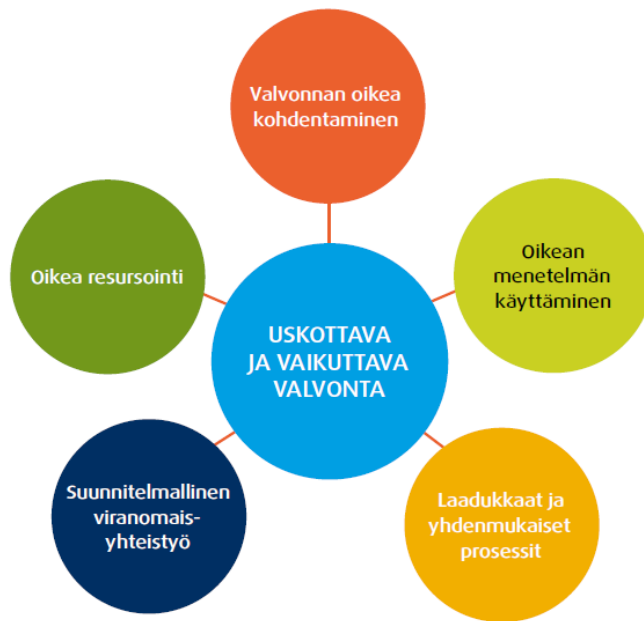 Valvonnan oikea
kohdentaminen
Oikea resursointi
Oikean
menetelmän
käyttäminen
USKOTTAVA
JA VAIKUTTAVA
VALVONTA
Suunnitelmallinen
viranomais-
yhteistyö
Laadukkaat ja
yhdenmukaiset
prosessit